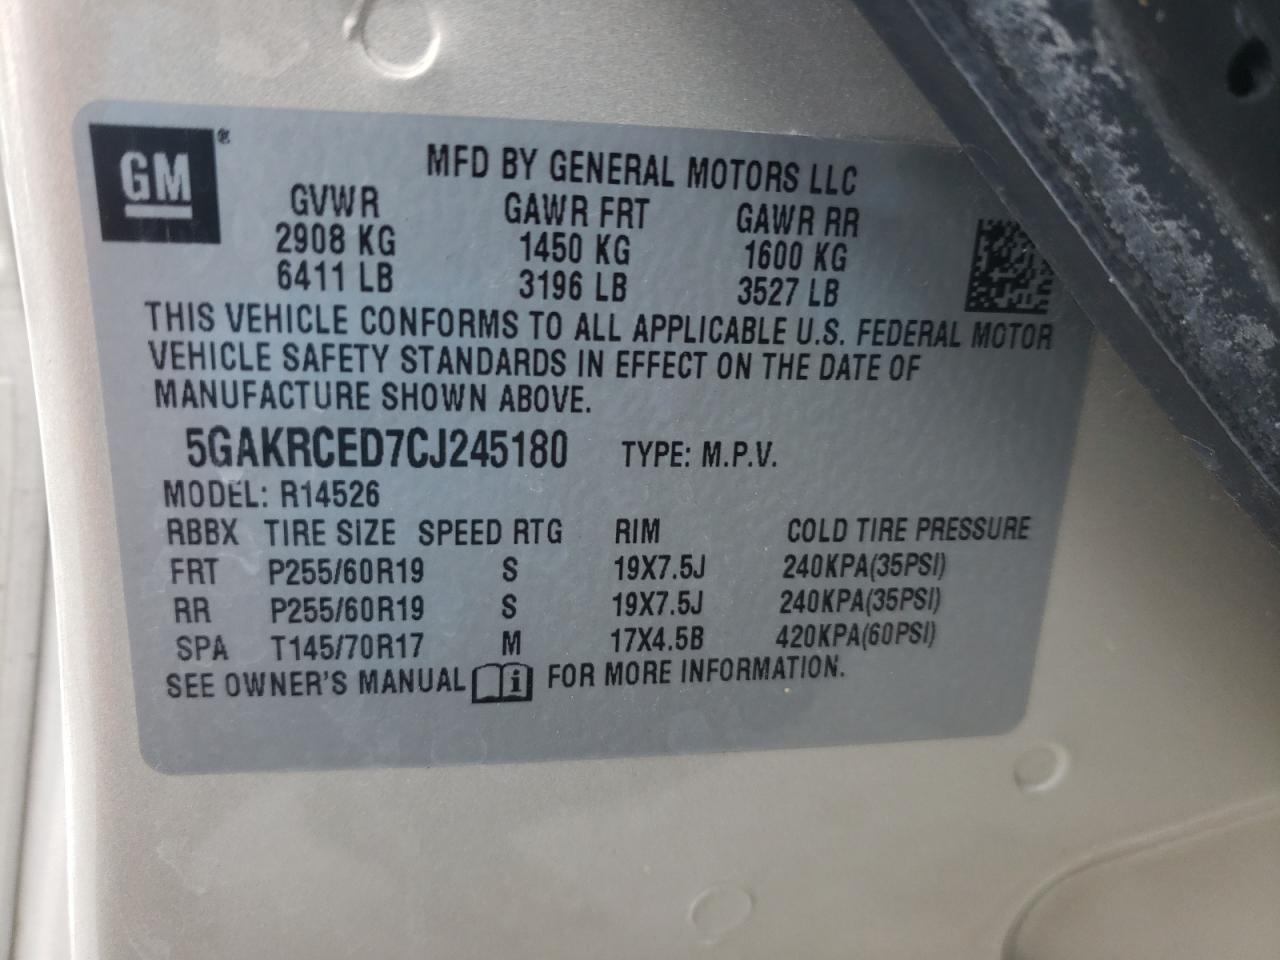 GM®
MFD BY GENERAL MOTORS LLC
GVWR GAWR FRT GAWR RR
2908 KG 1450 KG 1600 KG
6411 LB 3196 LB 3527 LB
THIS VEHICLE CONFORMS TO ALL APPLICABLE U.S. FEDERAL MOTOR
VEHICLE SAFETY STANDARDS IN EFFECT ON THE DATE OF
MANUFACTURE SHOWN ABOVE.
5GAKRCED7CJ245180 TYPE: M.P.V.
MODEL: R14526
RBBX TIRE SIZE SPEED RTG RIM COLD TIRE PRESSURE
FRT P255/60R19 S 19X7.5J 240KPA(35PSI)
RR P255/60R19 S 19X7.5J 240KPA(35PSI)
SPA T145/70R17 M 17X4.5B 420KPA(60PSI)
SEE OWNER'S MANUAL i FOR MORE INFORMATION.